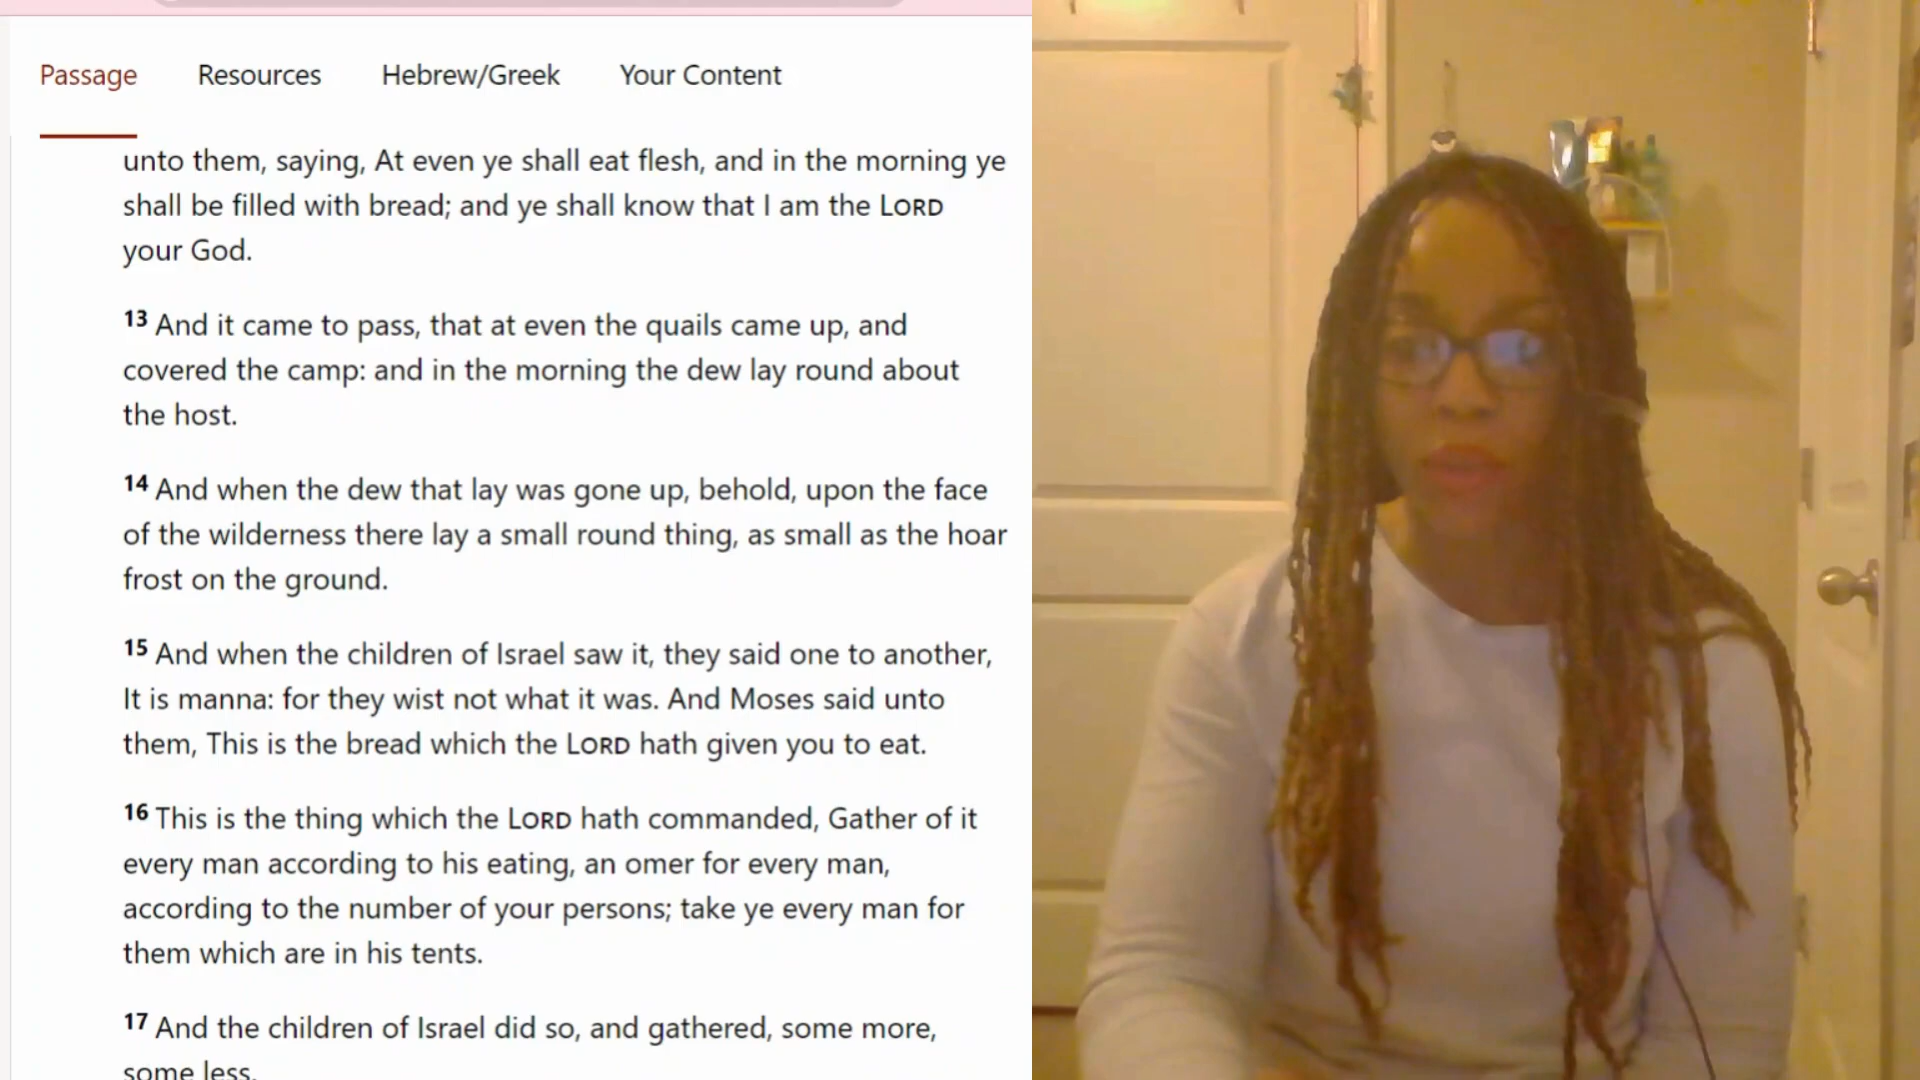 Passage Resources Hebrew/Greek Your Content
unto them, saying, At even ye shall eat flesh, and in the morning ye
shall be filled with bread; and ye shall know that I am the LORD
your God.
13 And it came to pass, that at even the quails came up, and
covered the camp: and in the morning the dew lay round about
the host.
14 And when the dew that lay was gone up, behold, upon the face
of the wilderness there lay a small round thing, as small as the hoar
frost on the ground.
15 And when the children of Israel saw it, they said one to another,
It is manna: for they wist not what it was. And Moses said unto
them, This is the bread which the LORD hath given you to eat.
16 This is the thing which the LORD hath commanded, Gather of it
every man according to his eating, an omer for every man,
according to the number of your persons; take ye every man for
them which are in his tents.
17 And the children of Israel did so, and gathered, some more,
some less.